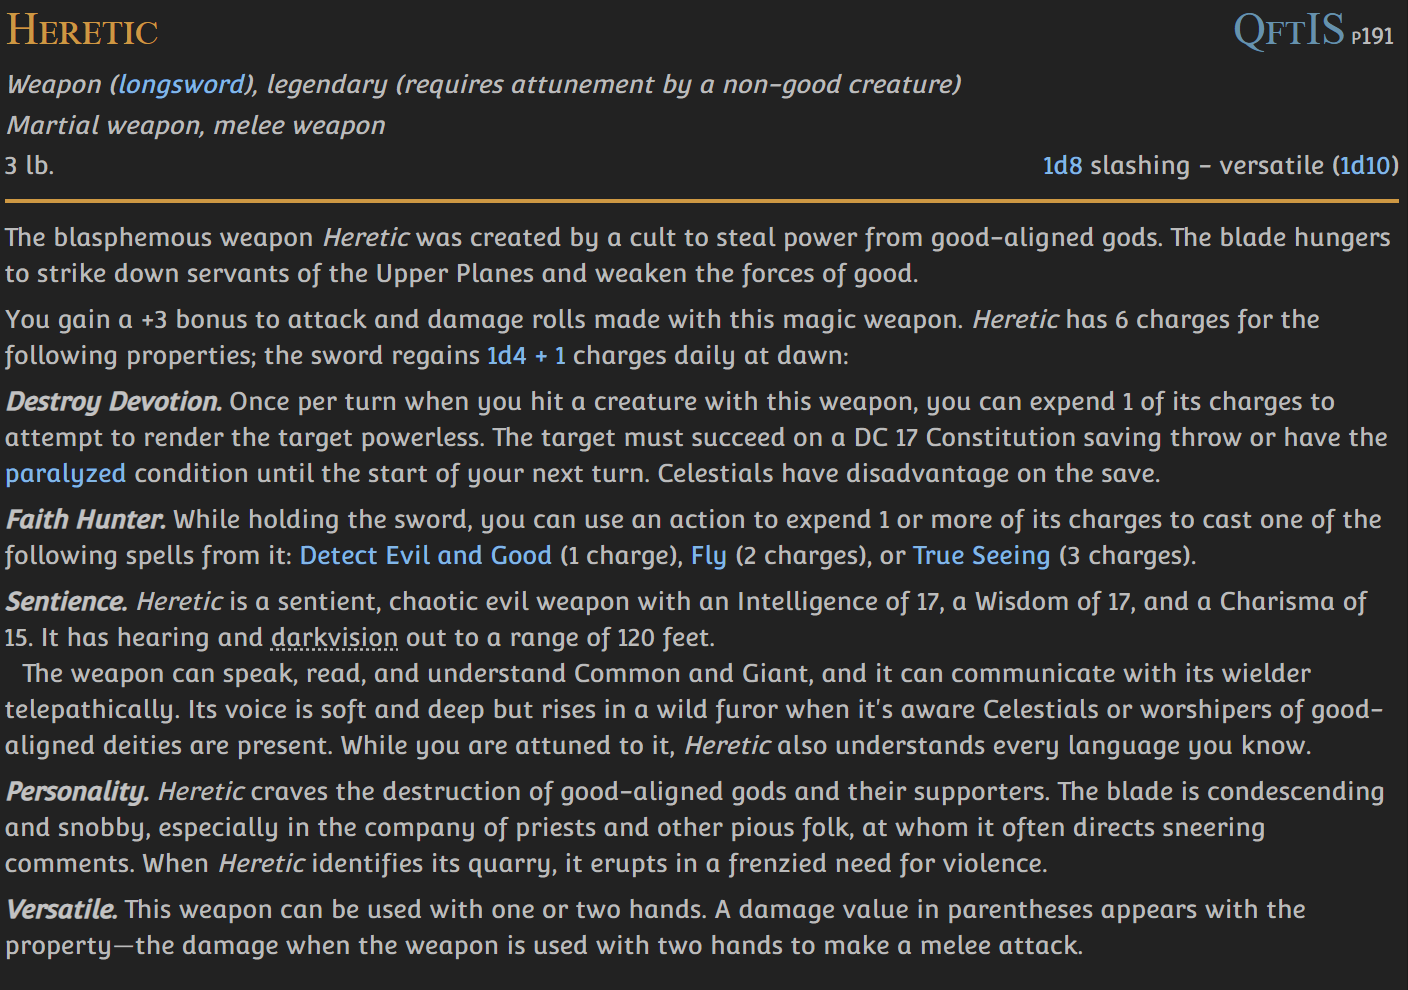 Heretic QftIS p191
Weapon (longsword), legendary (requires attunement by a non-good creature)
Martial weapon, melee weapon
3 lb. 1d8 slashing - versatile (1d10)
The blasphemous weapon Heretic was created by a cult to steal power from good-aligned gods. The blade hungers
to strike down servants of the Upper Planes and weaken the forces of good.
You gain a +3 bonus to attack and damage rolls made with this magic weapon. Heretic has 6 charges for the
following properties; the sword regains 1d4 + 1 charges daily at dawn:
Destroy Devotion. Once per turn when you hit a creature with this weapon, you can expend 1 of its charges to
attempt to render the target powerless. The target must succeed on a DC 17 Constitution saving throw or have the
paralyzed condition until the start of your next turn. Celestials have disadvantage on the save.
Faith Hunter. While holding the sword, you can use an action to expend 1 or more of its charges to cast one of the
following spells from it: Detect Evil and Good (1 charge), Fly (2 charges), or True Seeing (3 charges).
Sentience. Heretic is a sentient, chaotic evil weapon with an Intelligence of 17, a Wisdom of 17, and a Charisma of
15. It has hearing and darkvision out to a range of 120 feet.
The weapon can speak, read, and understand Common and Giant, and it can communicate with its wielder
telepathically. Its voice is soft and deep but rises in a wild furor when it's aware Celestials or worshipers of good-
aligned deities are present. While you are attuned to it, Heretic also understands every language you know.
Personality. Heretic craves the destruction of good-aligned gods and their supporters. The blade is condescending
and snobby, especially in the company of priests and other pious folk, at whom it often directs sneering
comments. When Heretic identifies its quarry, it erupts in a frenzied need for violence.
Versatile. This weapon can be used with one or two hands. A damage value in parentheses appears with the
property—the damage when the weapon is used with two hands to make a melee attack.